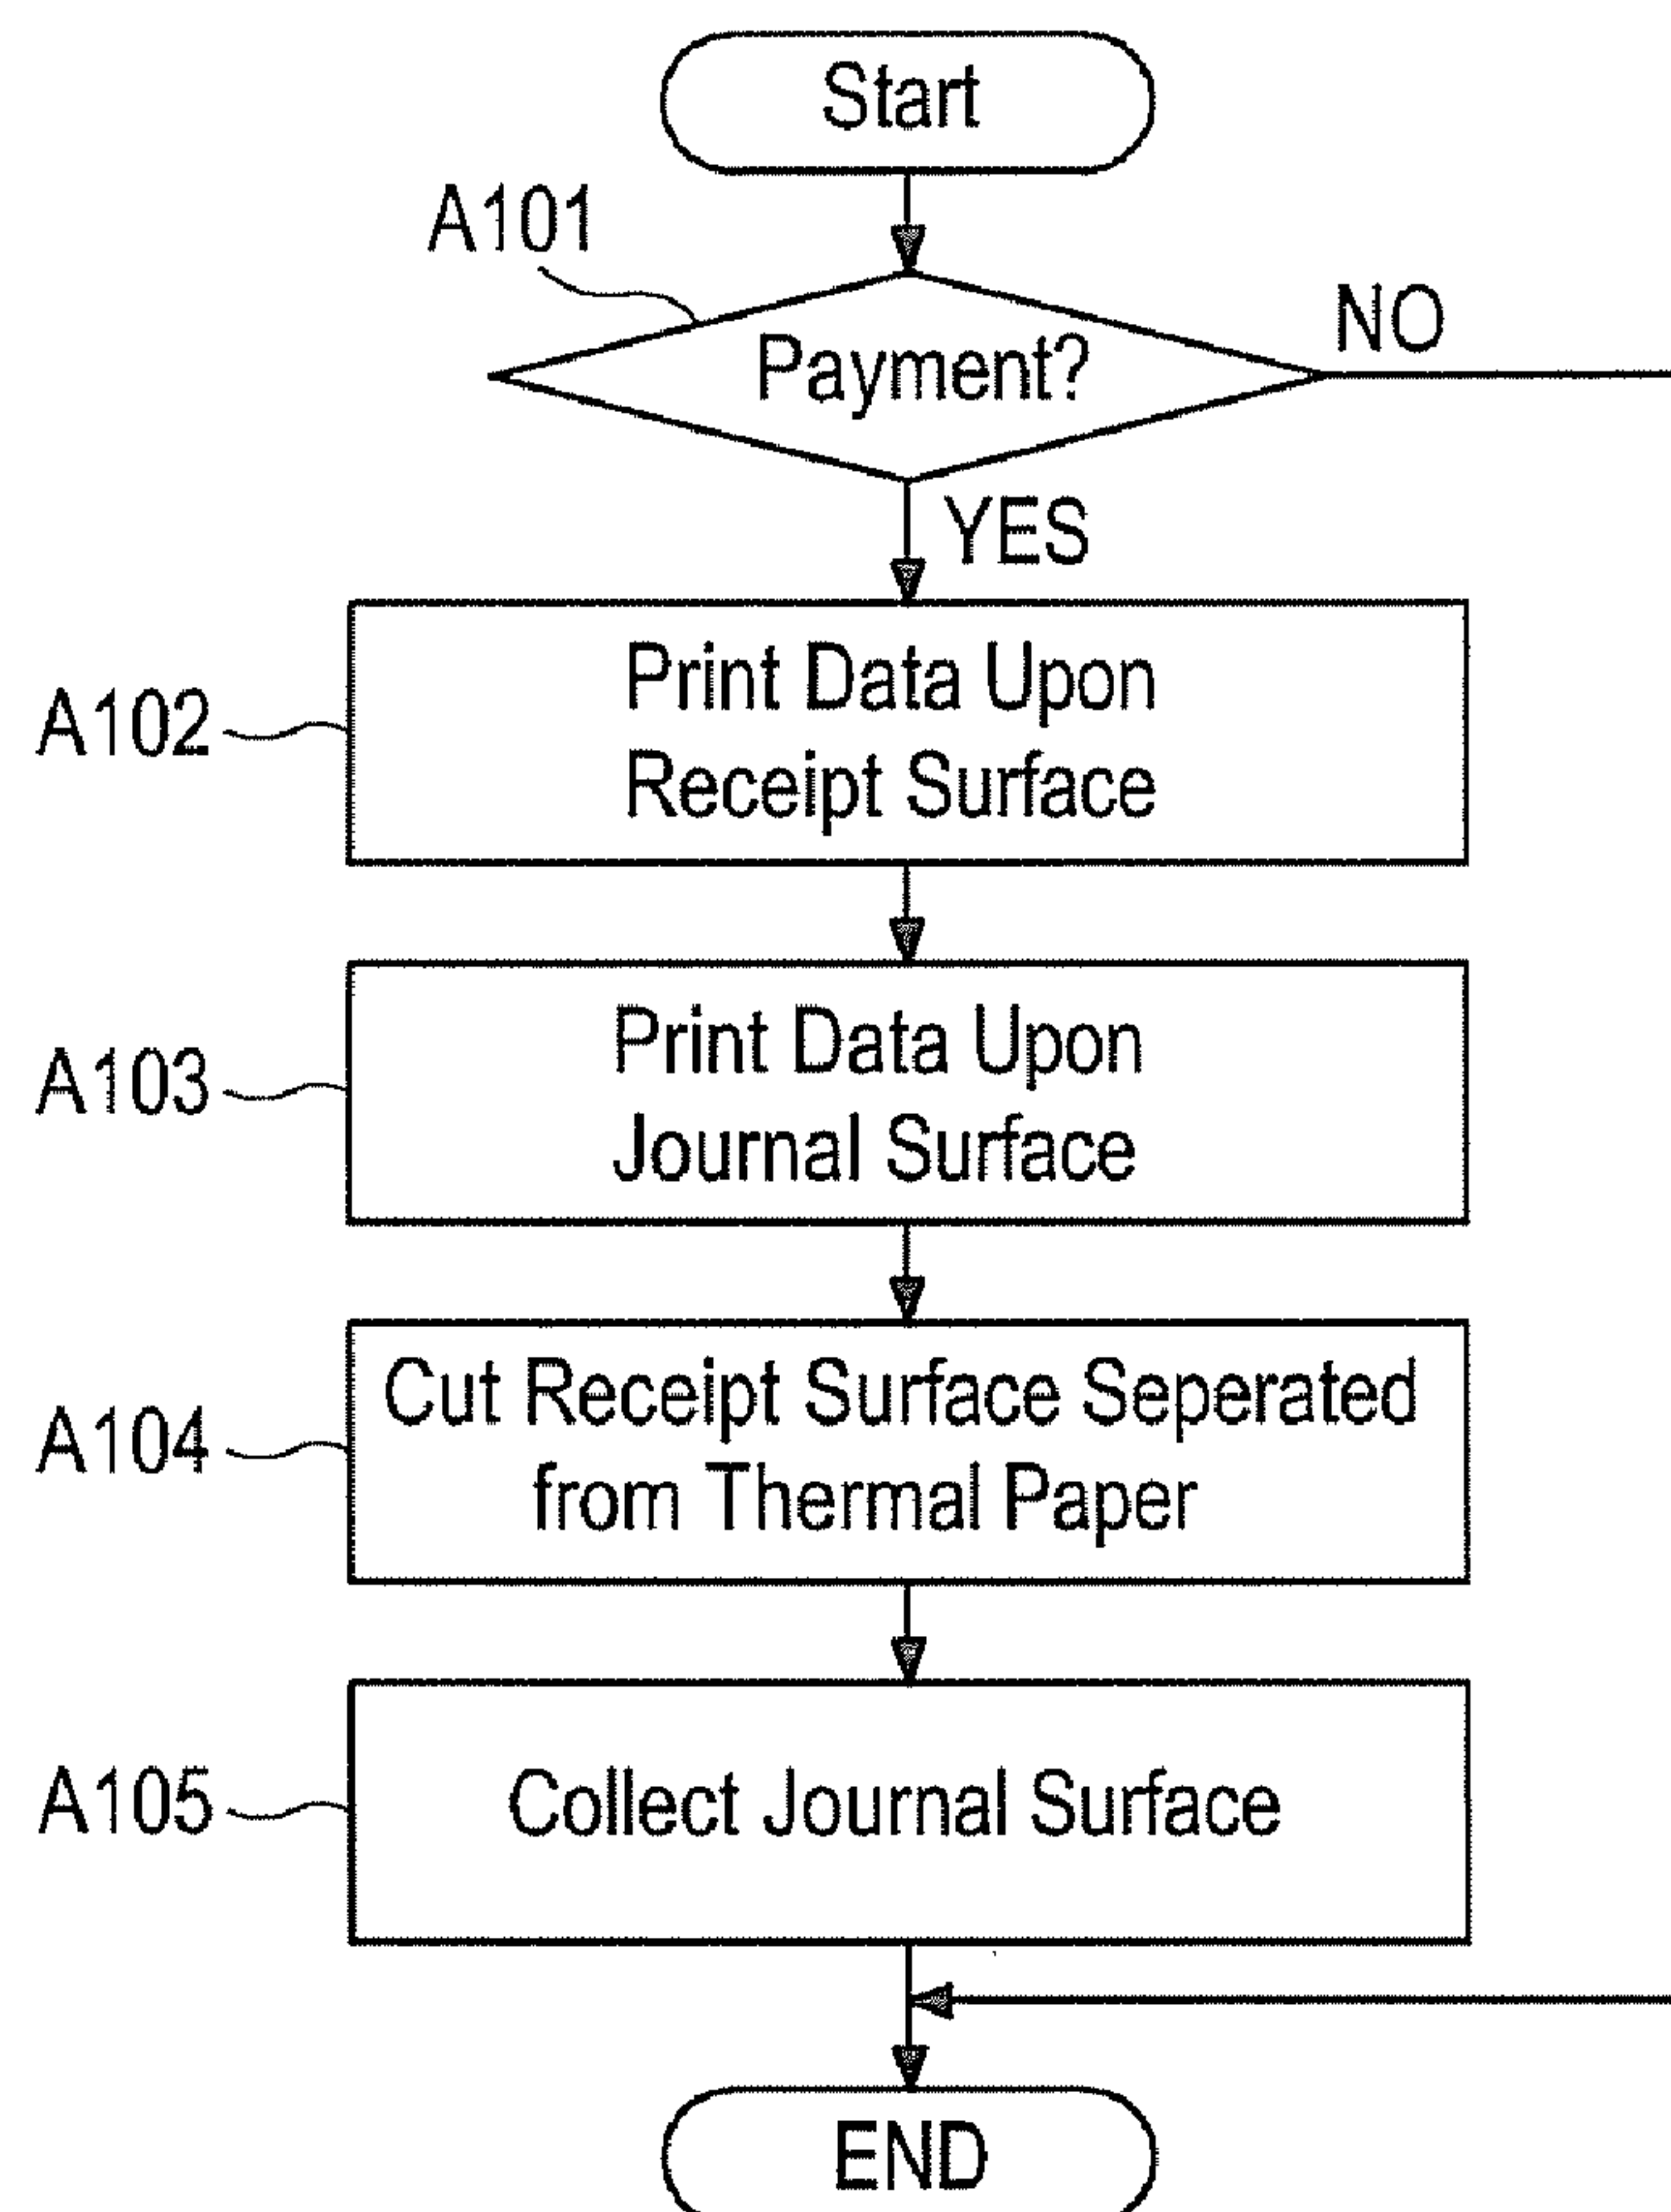 Start
A101
Payment?
NO
YES
A102
Print Data Upon
Receipt Surface
A103
Print Data Upon
Journal Surface
A104
Cut Receipt Surface Seperated
from Thermal Paper
A105
Collect Journal Surface
END